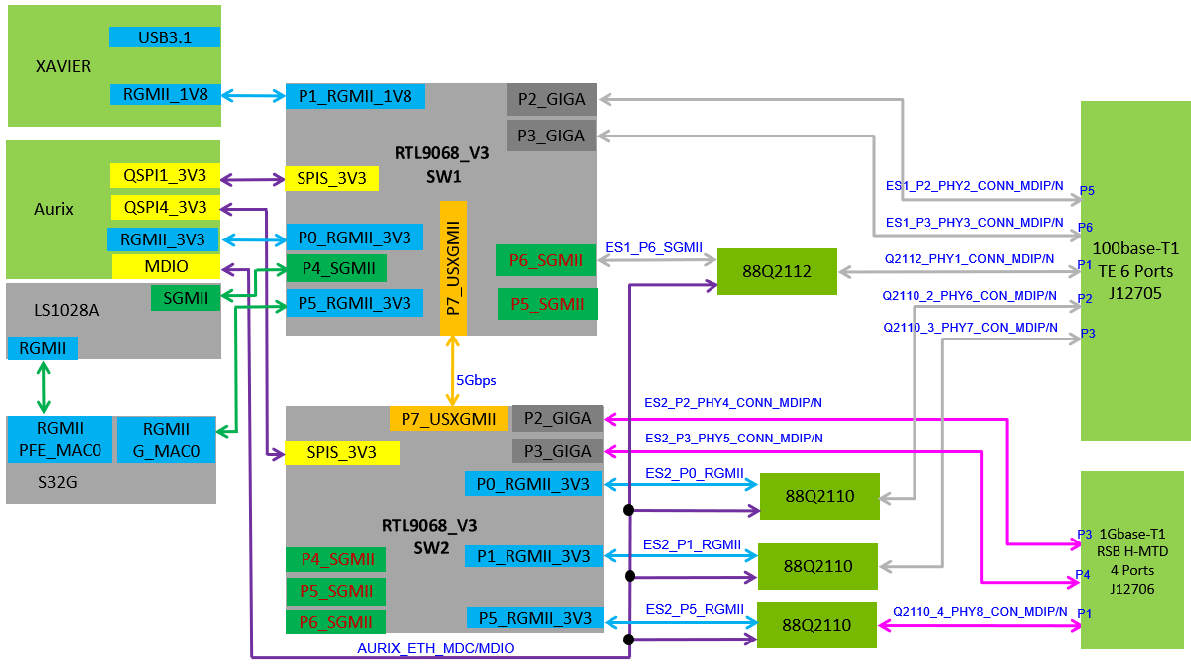 XAVIER
USB3.1
RGMII_1V8
Aurix
QSPI1_3V3
QSPI4_3V3
RGMII_3V3
MDIO
LS1028A
SGMII
RGMII
RGMII
PFE_MAC0
RGMII
G_MAC0
S32G
P1_RGMII_1V8
P2_GIGA
P3_GIGA
RTL9068_V3
SW1
SPIS_3V3
P0_RGMII_3V3
P4_SGMII
P5_RGMII_3V3
P7_USXGMII
P6_SGMII
P5_SGMII
5Gbps
P7_USXGMII
P2_GIGA
P3_GIGA
SPIS_3V3
P0_RGMII_3V3
RTL9068_V3
SW2
P1_RGMII_3V3
P4_SGMII
P5_SGMII
P6_SGMII
P5_RGMII_3V3
AURIX_ETH_MDC/MDIO
ES1_P6_SGMII
88Q2112
ES1_P2_PHY2_CONN_MDIP/N
ES1_P3_PHY3_CONN_MDIP/N
Q2112_PHY1_CONN_MDIP/N
Q2110_2_PHY6_CON_MDIP/N
Q2110_3_PHY7_CON_MDIP/N
P5
P6
P1
P2
P3
100base-T1
TE 6 Ports
J12705
ES2_P2_PHY4_CONN_MDIP/N
ES2_P3_PHY5_CONN_MDIP/N
ES2_P0_RGMII
88Q2110
ES2_P1_RGMII
88Q2110
ES2_P5_RGMII
88Q2110
Q2110_4_PHY8_CON_MDIP/N
P3
P4
P1
1Gbase-T1
RSB H-MTD
4 Ports
J12706